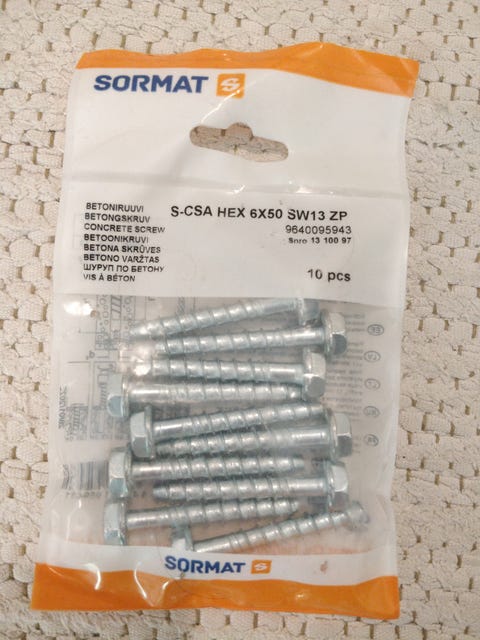 SORMAT S
BETONIRUUVI
BETONGSKRUV
CONCRETE SCREW
BETOONIKRUVI
BETONA SKRŪVES
BETONO VARŽTAS
ШУРУП ПО БЕТОНУ
VIS À BÉTON
S-CSA HEX 6X50 SW13 ZP
9640095943
Snro 13 100 97
10 pcs
SORMAT S